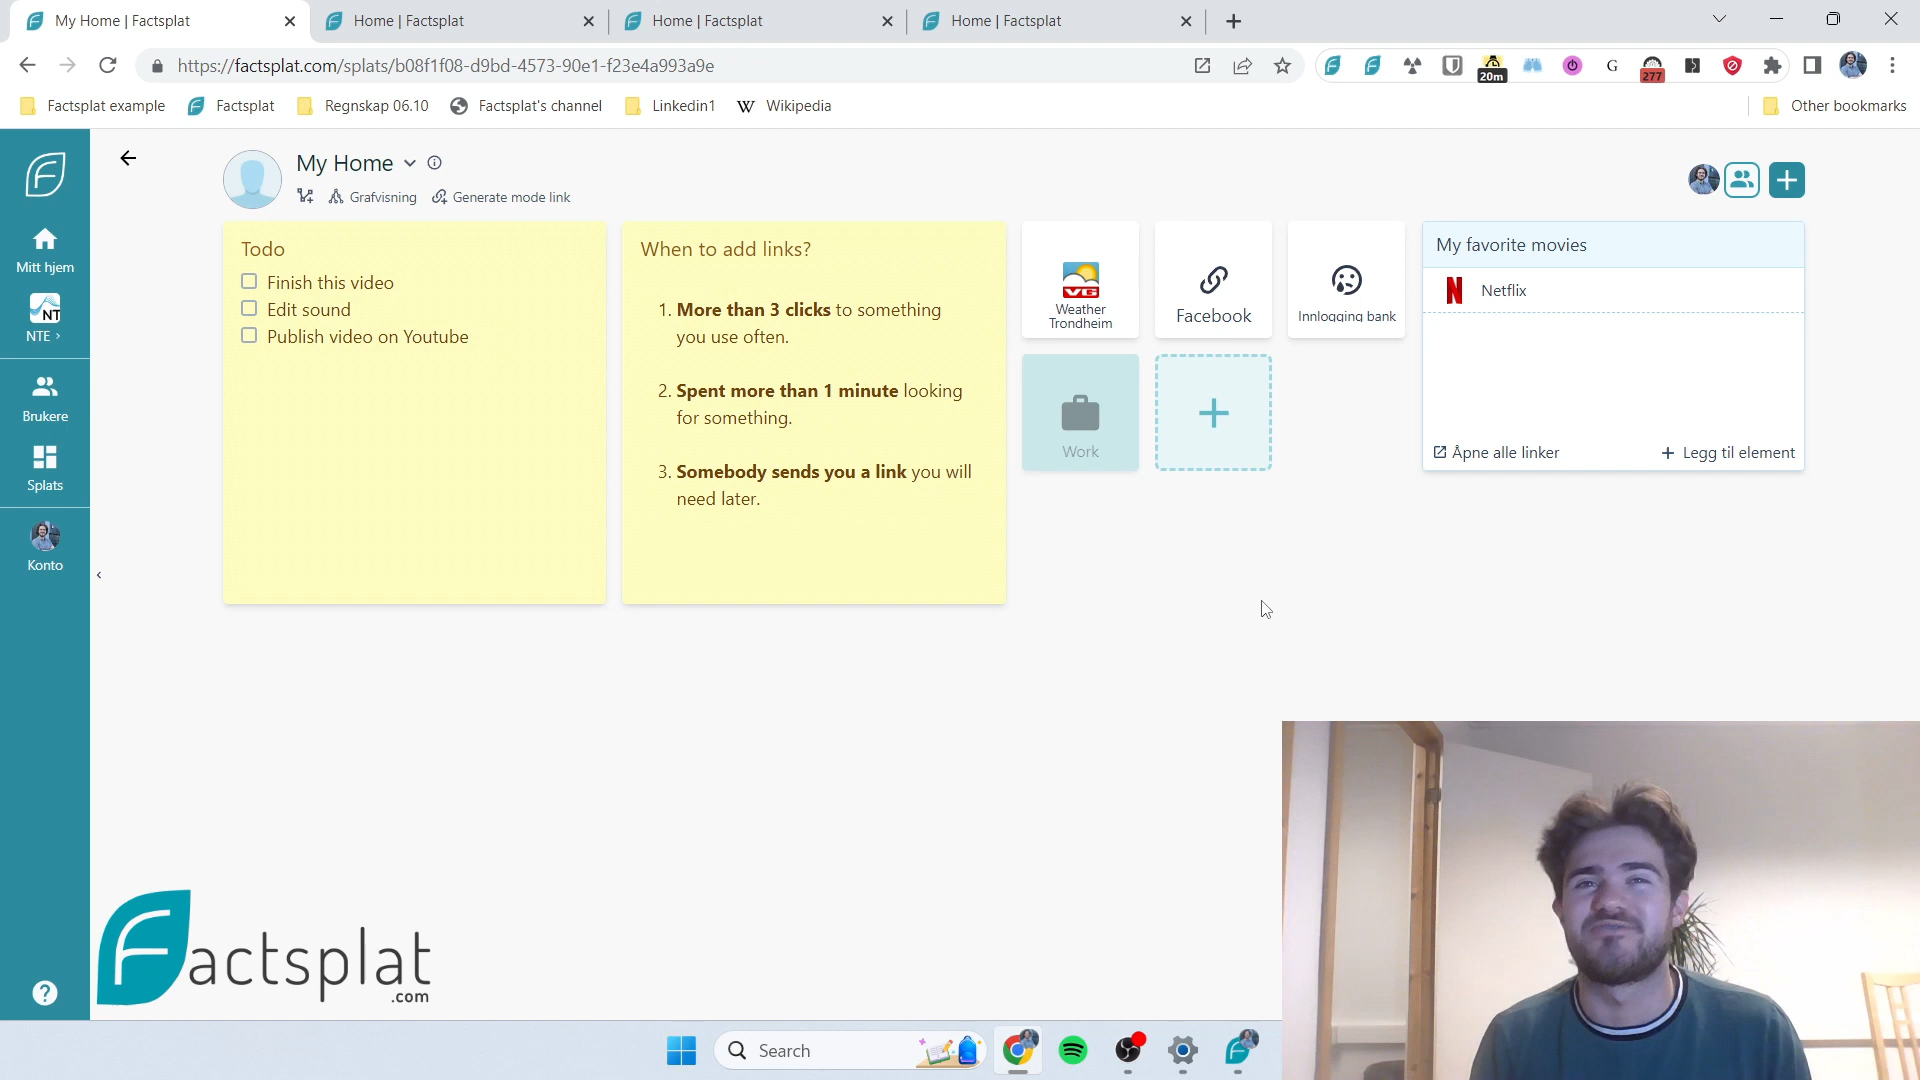 My Home | Factsplat
Home | Factsplat
Home | Factsplat
Home | Factsplat
https://factsplat.com/splats/b08f1f08-d9bd-4573-90e1-f23e4a993a9e
20m
G
277
Factsplat example
Factsplat
Regnskap 06.10
Factsplat's channel
Linkedin1
W
Wikipedia
Other bookmarks
Mitt hjem
NT
NTE >
Brukere
Splats
Konto
My Home
Grafvisning
Generate mode link
Todo
Finish this video
Edit sound
Publish video on Youtube
When to add links?
1. More than 3 clicks to something
you use often.
2. Spent more than 1 minute looking
for something.
3. Somebody sends you a link you will
need later.
VG
Weather
Trondheim
Facebook
Innlogging bank
Work
My favorite movies
N
Netflix
Åpne alle linker
+ Legg til element
Factsplat
.com
Search